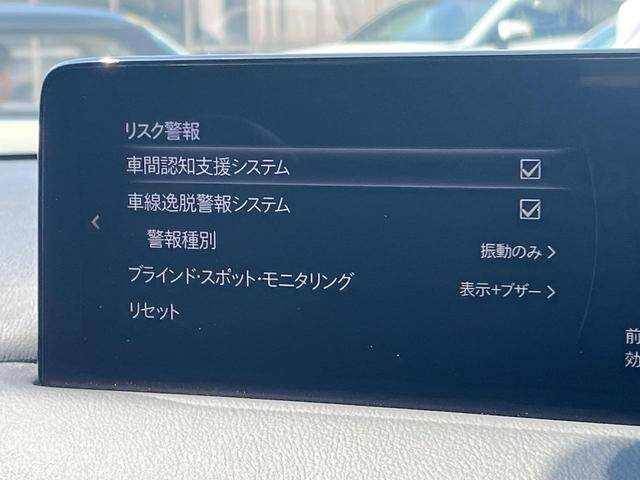 リスク警報
車間認知支援システム
車線逸脱警報システム
警報種別 振動のみ
ブラインド・スポット・モニタリング 表示+ブザー
リセット
前
効